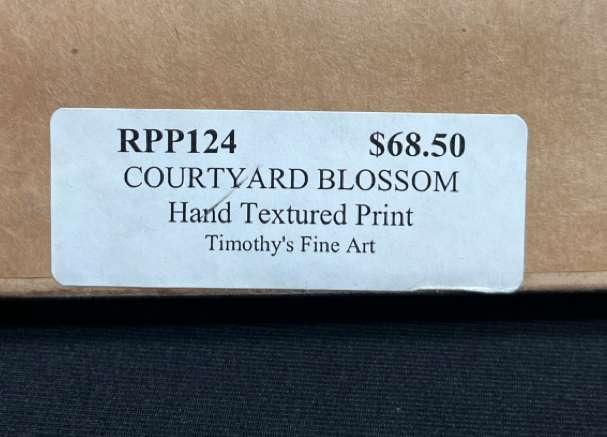 RPP124 $68.50
COURTYARD BLOSSOM
Hand Textured Print
Timothy's Fine Art